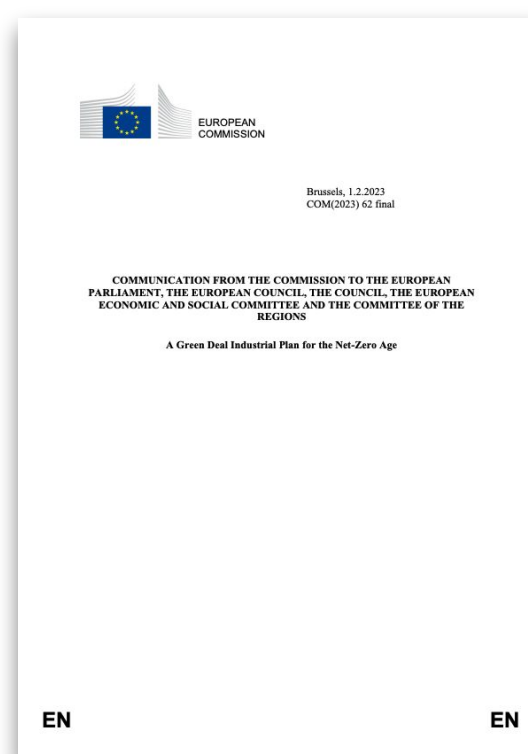 EUROPEAN
COMMISSION
Brussels, 1.2.2023
COM(2023) 62 final
COMMUNICATION FROM THE COMMISSION TO THE EUROPEAN
PARLIAMENT, THE EUROPEAN COUNCIL, THE COUNCIL, THE EUROPEAN
ECONOMIC AND SOCIAL COMMITTEE AND THE COMMITTEE OF THE
REGIONS
A Green Deal Industrial Plan for the Net-Zero Age
EN EN